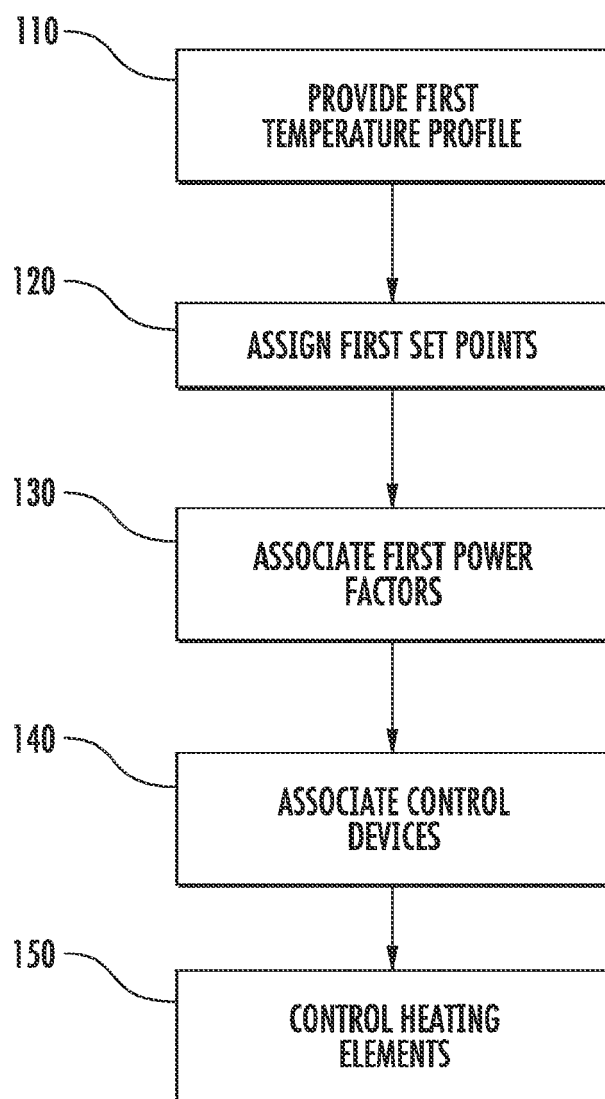 110
PROVIDE FIRST
TEMPERATURE PROFILE
120
ASSIGN FIRST SET POINTS
130
ASSOCIATE FIRST POWER
FACTORS
140
ASSOCIATE CONTROL
DEVICES
150
CONTROL HEATING
ELEMENTS